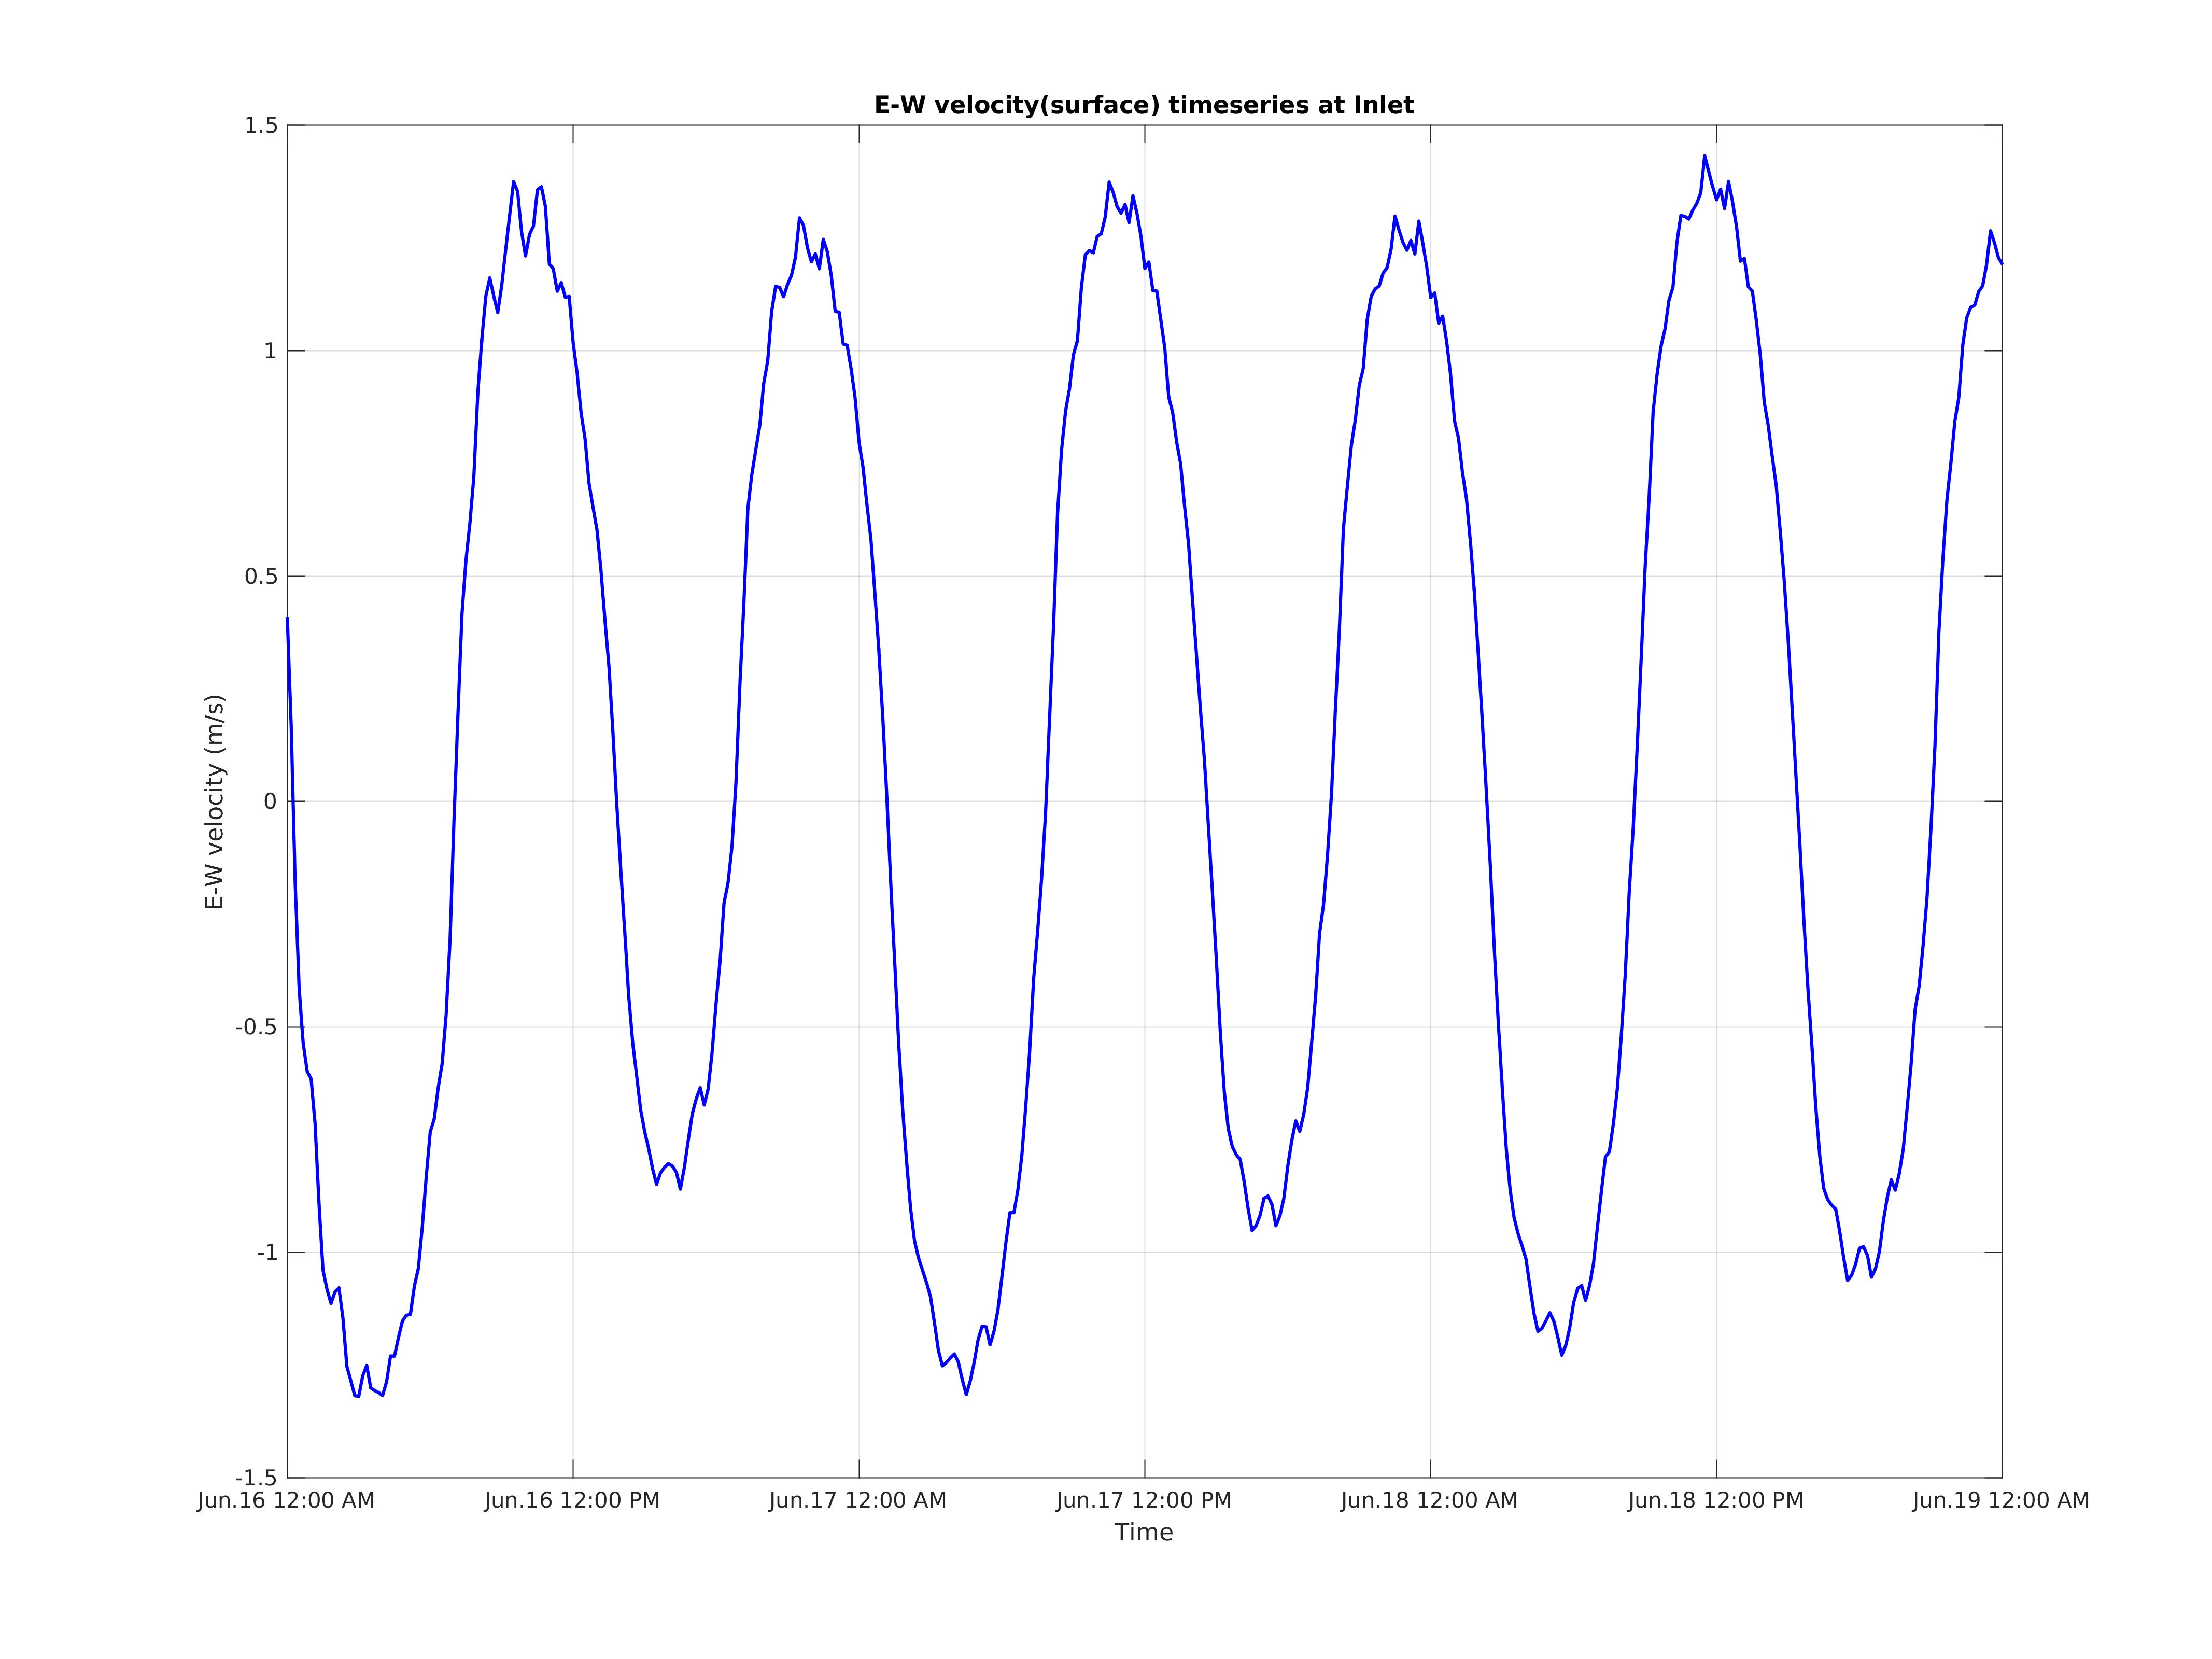 E-W velocity(surface) timeseries at Inlet
1.5
1
0.5
0
-0.5
-1
-1.5
E-W velocity (m/s)
Jun.16 12:00 AM Jun.16 12:00 PM Jun.17 12:00 AM Jun.17 12:00 PM Jun.18 12:00 AM Jun.18 12:00 PM Jun.19 12:00 AM
Time